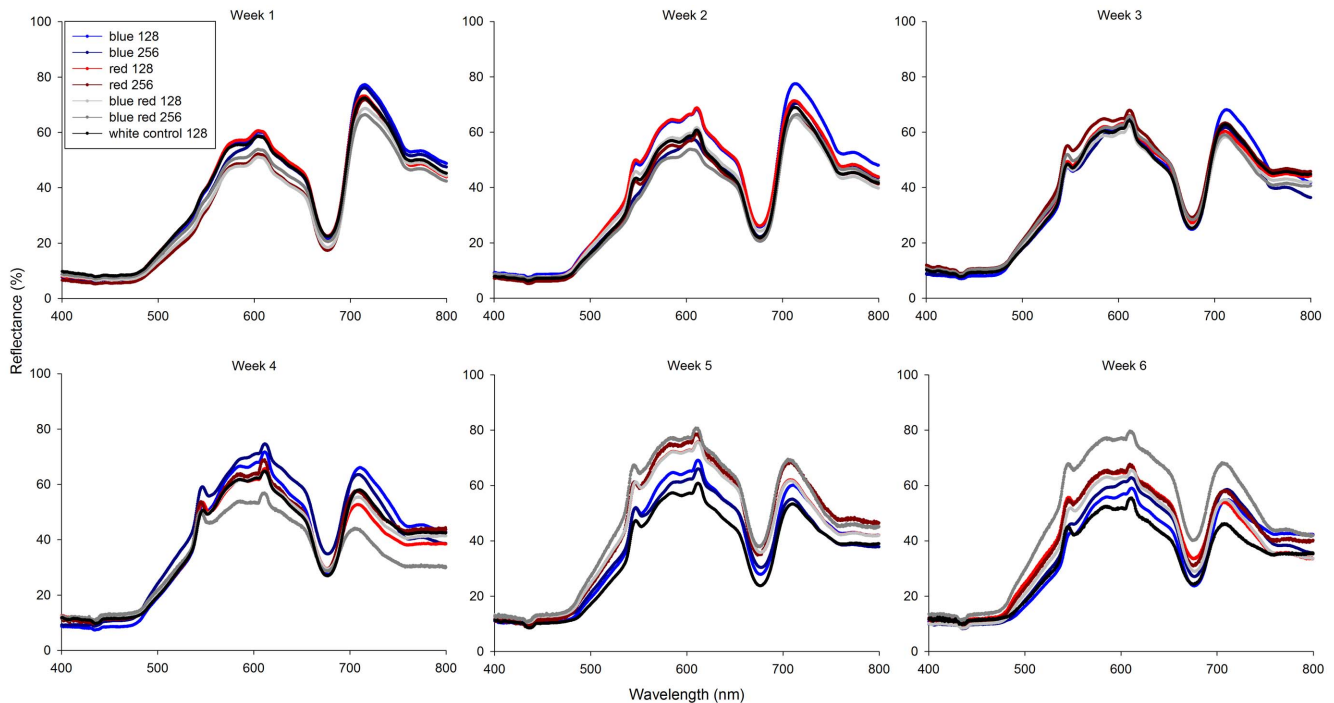 Week 1
Week 2
Week 3
100
80
60
40
20
0
blue 128
blue 256
red 128
red 256
blue red 128
blue red 256
white control 128
400 500 600 700 800
100
80
60
40
20
0
400 500 600 700 800
100
80
60
40
20
0
400 500 600 700 800
Reflectance (%)
Week 4
Week 5
Week 6
100
80
60
40
20
0
400 500 600 700 800
100
80
60
40
20
0
400 500 600 700 800
100
80
60
40
20
0
400 500 600 700 800
Wavelength (nm)